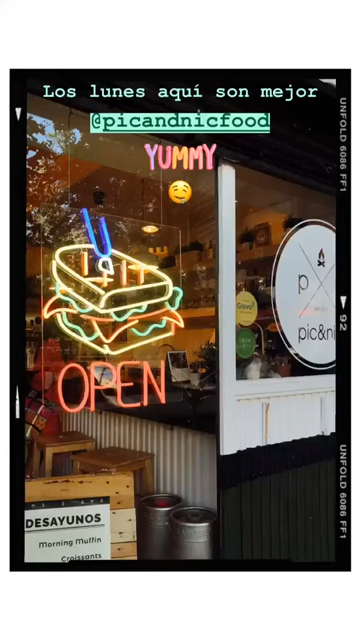 Los lunes aquí son mejor
@picandnicfood
YUMMY
OPEN
Glovo
p
pic&ni
DESAYUNOS
Morning Muffin
Croissants
UNFOLD 6086 FF1
92
UNFOLD 6086 FF1